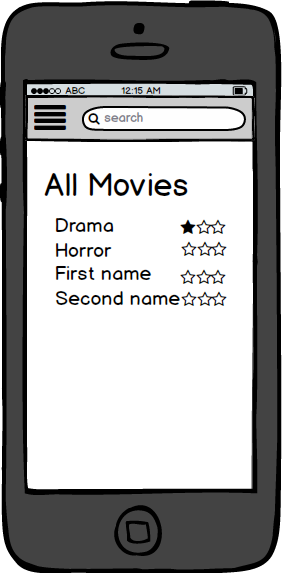 ABC 12:15 AM
search
All Movies
Drama
Horror
First name
Second name